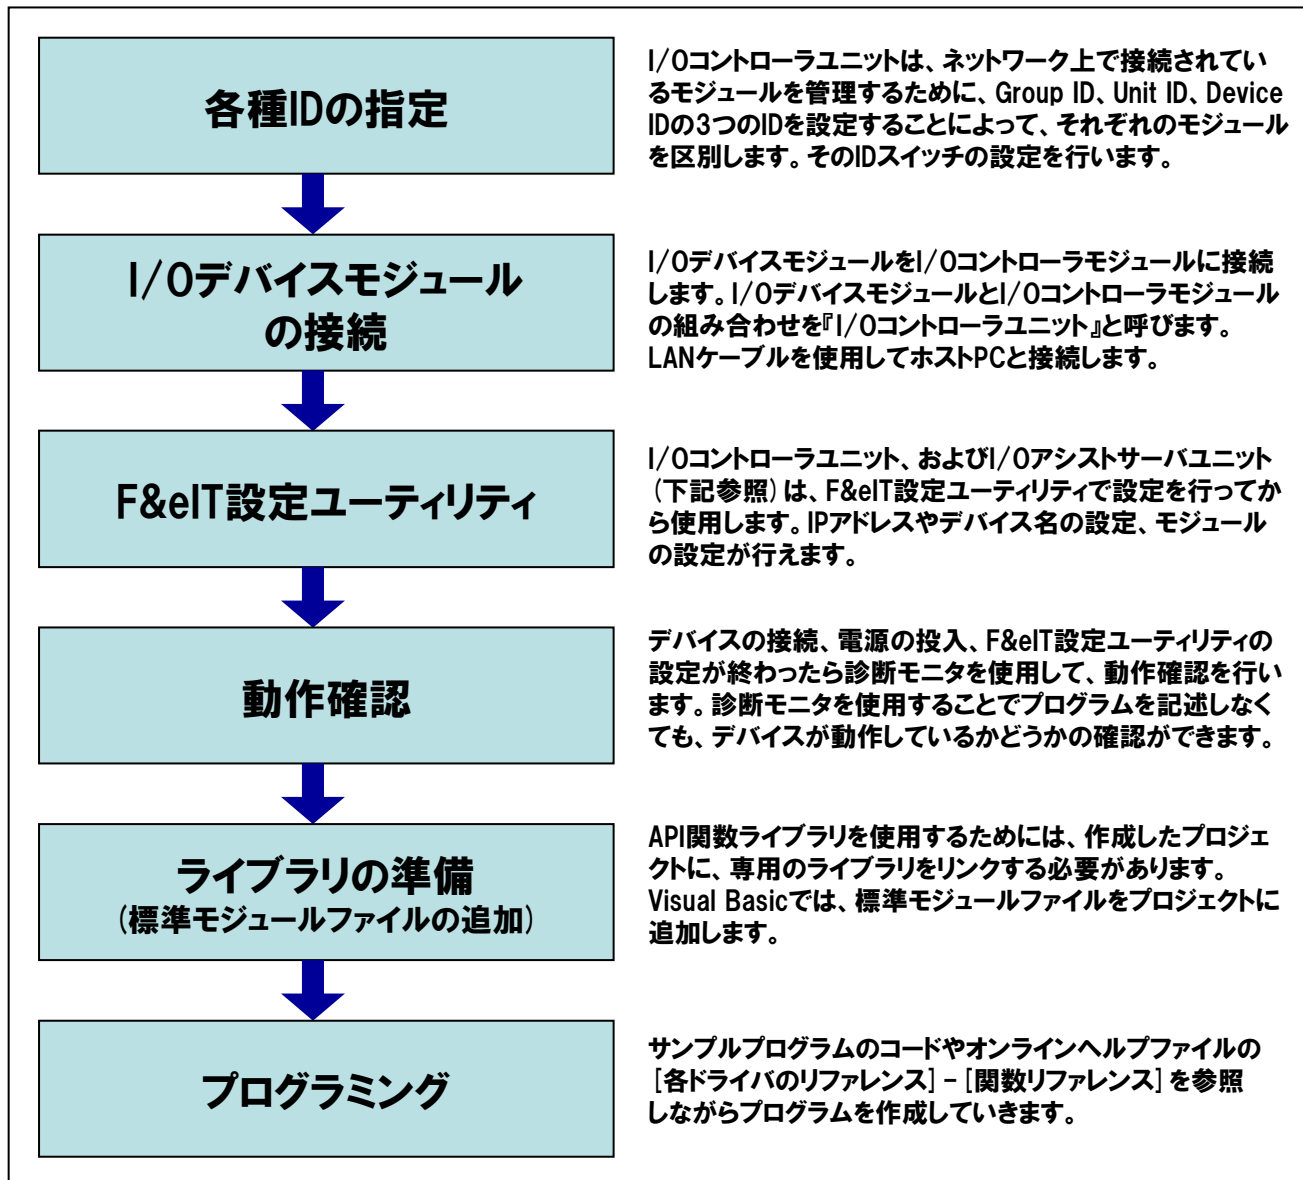 各種IDの指定
I/Oコントローラユニットは、ネットワーク上で接続されてい
るモジュールを管理するために、Group ID、Unit ID、Device
IDの3つのIDを設定することによって、それぞれのモジュール
を区別します。そのIDスイッチの設定を行います。
I/Oデバイスモジュール
の接続
I/OデバイスモジュールをI/Oコントローラモジュールに接続
します。I/OデバイスモジュールとI/Oコントローラモジュール
の組み合わせを『I/Oコントローラユニット』と呼びます。
LANケーブルを使用してホストPCと接続します。
F&eIT設定ユーティリティ
I/Oコントローラユニット、およびI/Oアシストサーバユニット
(下記参照)は、F&eIT設定ユーティリティで設定を行ってか
ら使用します。IPアドレスやデバイス名の設定、モジュール
の設定が行えます。
動作確認
デバイスの接続、電源の投入、F&eIT設定ユーティリティの
設定が終わったら診断モニタを使用して、動作確認を行い
ます。診断モニタを使用することでプログラムを記述しなく
ても、デバイスが動作しているかどうかの確認ができます。
ライブラリの準備
(標準モジュールファイルの追加)
API関数ライブラリを使用するためには、作成したプロジェ
クトに、専用のライブラリをリンクする必要があります。
Visual Basicでは、標準モジュールファイルをプロジェクトに
追加します。
プログラミング
サンプルプログラムのコードやオンラインヘルプファイルの
[各ドライバのリファレンス]-[関数リファレンス]を参照
しながらプログラムを作成していきます。